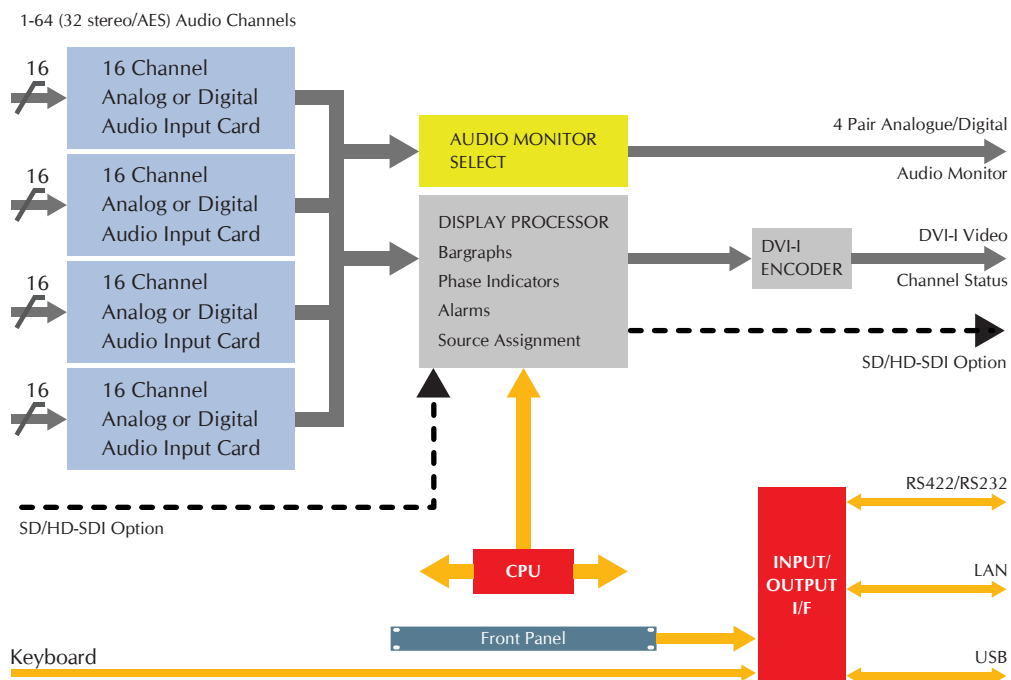 1-64 (32 stereo/AES) Audio Channels
16
16 Channel
Analog or Digital
Audio Input Card
16
16 Channel
Analog or Digital
Audio Input Card
16
16 Channel
Analog or Digital
Audio Input Card
16
16 Channel
Analog or Digital
Audio Input Card
AUDIO MONITOR
SELECT
4 Pair Analogue/Digital
Audio Monitor
DISPLAY PROCESSOR
Bargraphs
Phase Indicators
Alarms
Source Assignment
DVI-I
ENCODER
DVI-I Video
Channel Status
SD/HD-SDI Option
SD/HD-SDI Option
CPU
INPUT/
OUTPUT
I/F
RS422/RS232
LAN
USB
Front Panel
Keyboard